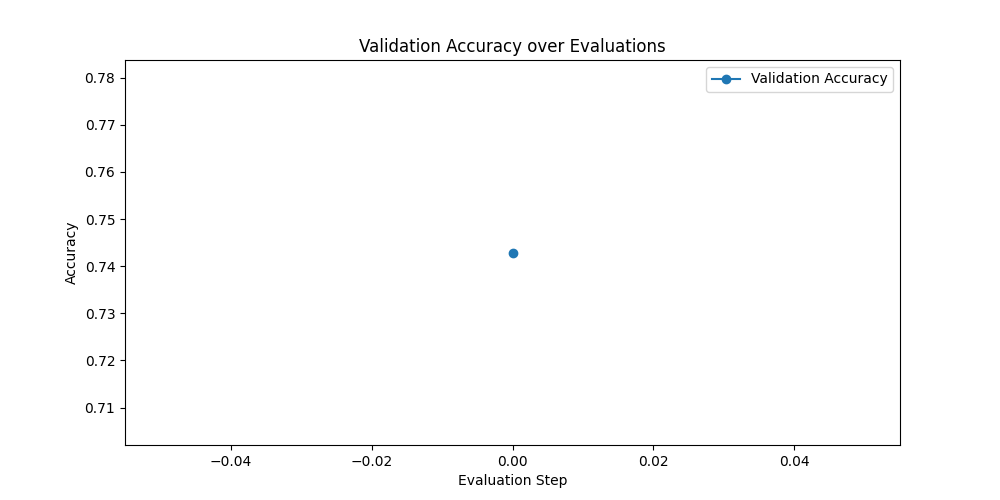 Validation Accuracy over Evaluations
Validation Accuracy
0.78
0.77
0.76
0.75
0.74
0.73
0.72
0.71
Accuracy
−0.04 −0.02 0.00 0.02 0.04
Evaluation Step